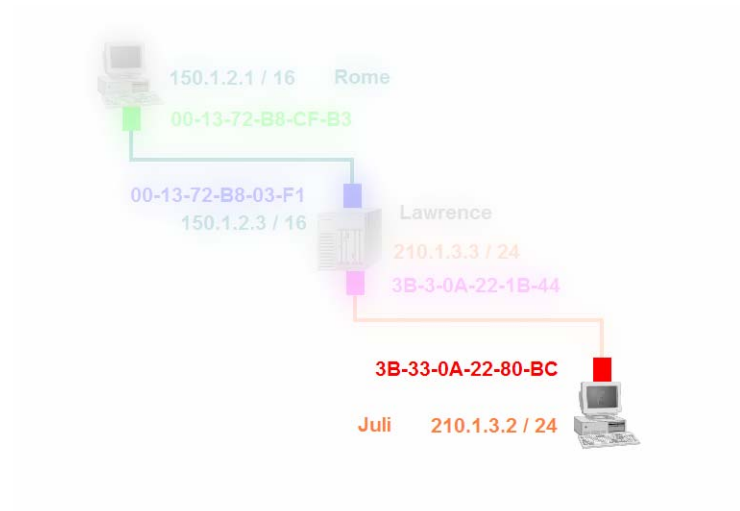 150.1.2.1 / 16 Rome
00-13-72-B8-CF-B3
00-13-72-B8-03-F1
150.1.2.3 / 16
Lawrence
210.1.3.3 / 24
3B-3-0A-22-1B-44
3B-33-0A-22-80-BC
Juli 210.1.3.2 / 24